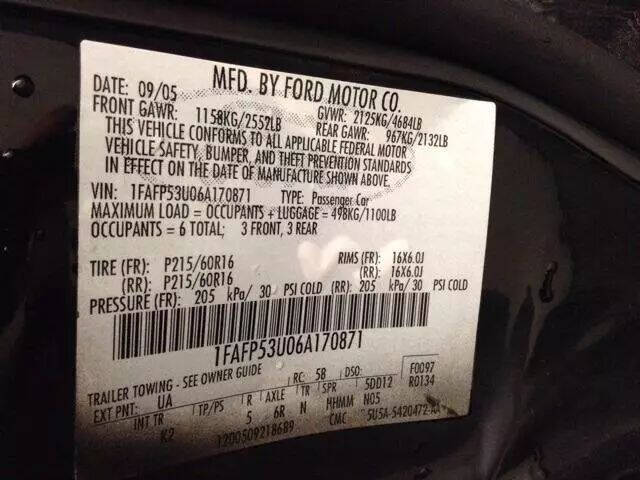 MFD. BY FORD MOTOR CO.
DATE: 09/05
GVWR: 2125KG/4684LB
FRONT GAWR: 1158KG/2552LB
REAR GAWR: 967KG/2132LB
THIS VEHICLE CONFORMS TO ALL APPLICABLE FEDERAL MOTOR
VEHICLE SAFETY, BUMPER, AND THEFT PREVENTION STANDARDS
IN EFFECT ON THE DATE OF MANUFACTURE SHOWN ABOVE.
VIN: 1FAFP53U06A170871 TYPE: Passenger Car
MAXIMUM LOAD = OCCUPANTS + LUGGAGE = 498KG/1100LB
OCCUPANTS = 6 TOTAL; 3 FRONT, 3 REAR
TIRE (FR): P215/60R16 RIMS (FR): 16X6.0J
(RR): P215/60R16 (RR): 16X6.0J
PRESSURE (FR): 205 kPa/ 30 PSI COLD (RR): 205 kPa/ 30 PSI COLD
1FAFP53U06A170871
TRAILER TOWING - SEE OWNER GUIDE RC: 5B DSO: F0097
EXT PNT: UA 5DD12 R0134
INT TR TP/PS R AXLE TR SPR HHMM N05
K2 5 6R N CMC 5U5A-5420472-AA
1200509218689